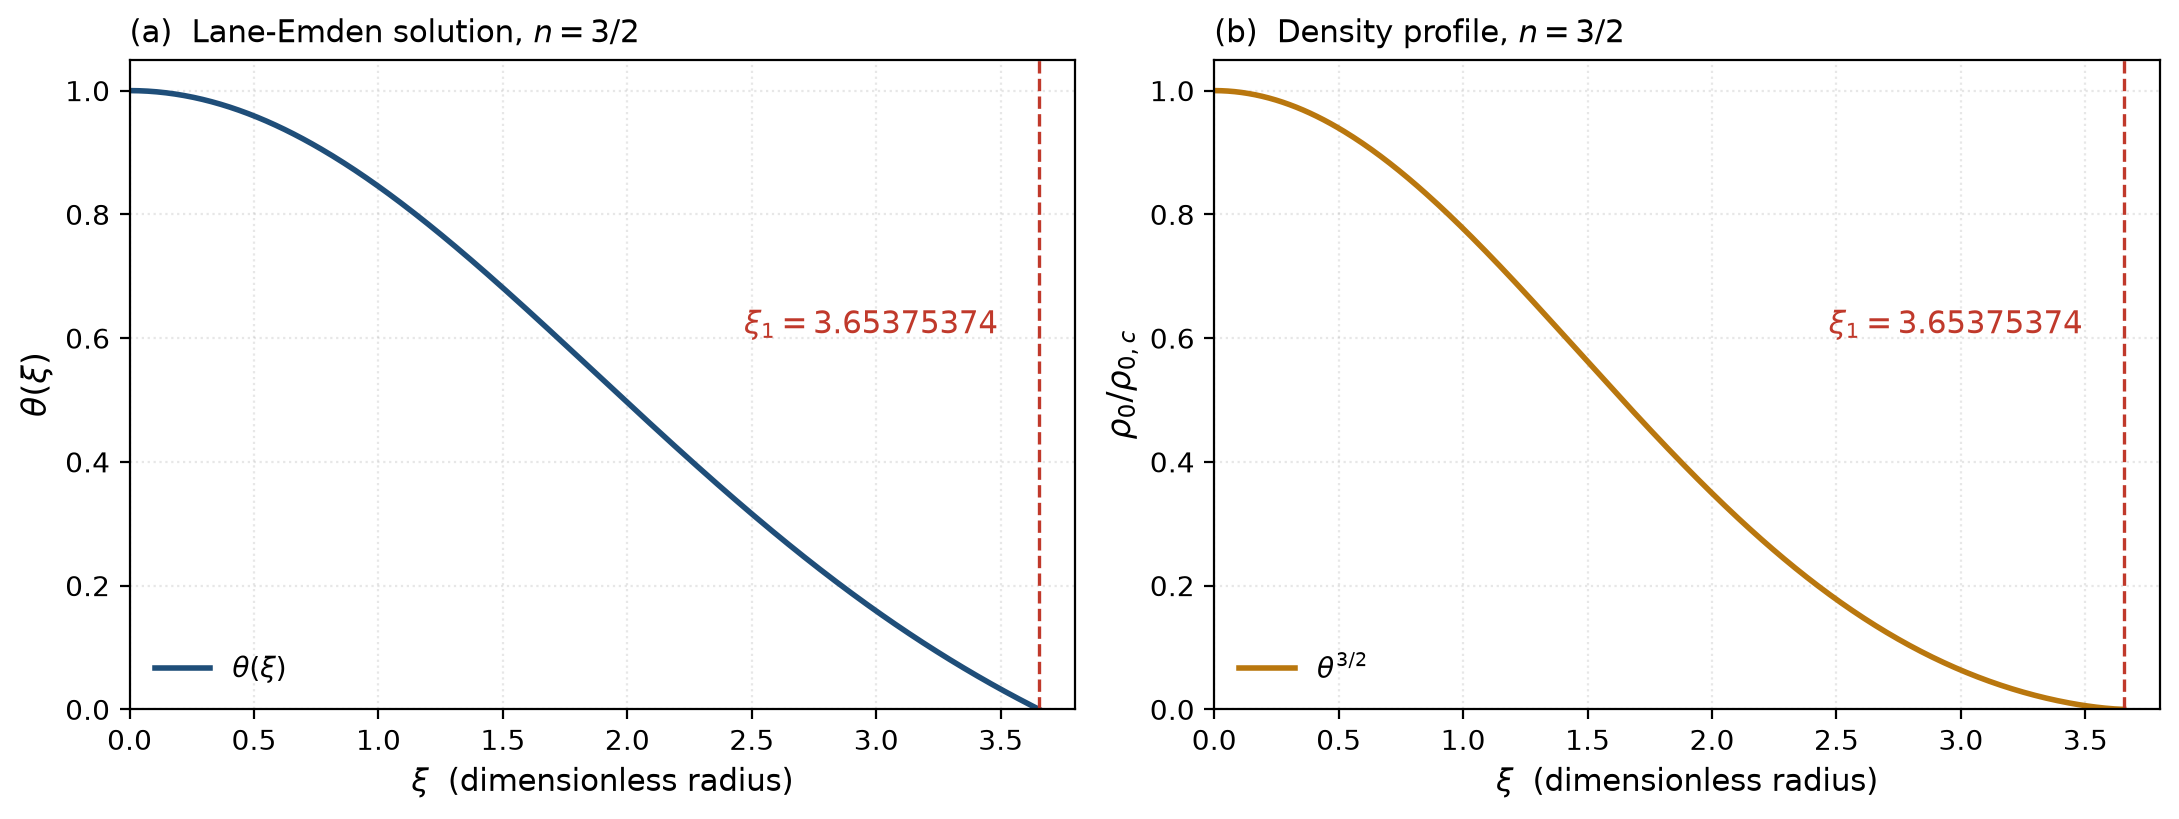 (a) Lane-Emden solution, n = 3/2
θ(ξ)
1.0
0.8
0.6
0.4
0.2
0.0
ξ₁ = 3.65375374
θ(ξ)
0.0 0.5 1.0 1.5 2.0 2.5 3.0 3.5
ξ (dimensionless radius)
(b) Density profile, n = 3/2
ρ₀/ρ₀,c
1.0
0.8
0.6
0.4
0.2
0.0
ξ₁ = 3.65375374
θ³ᐟ²
0.0 0.5 1.0 1.5 2.0 2.5 3.0 3.5
ξ (dimensionless radius)